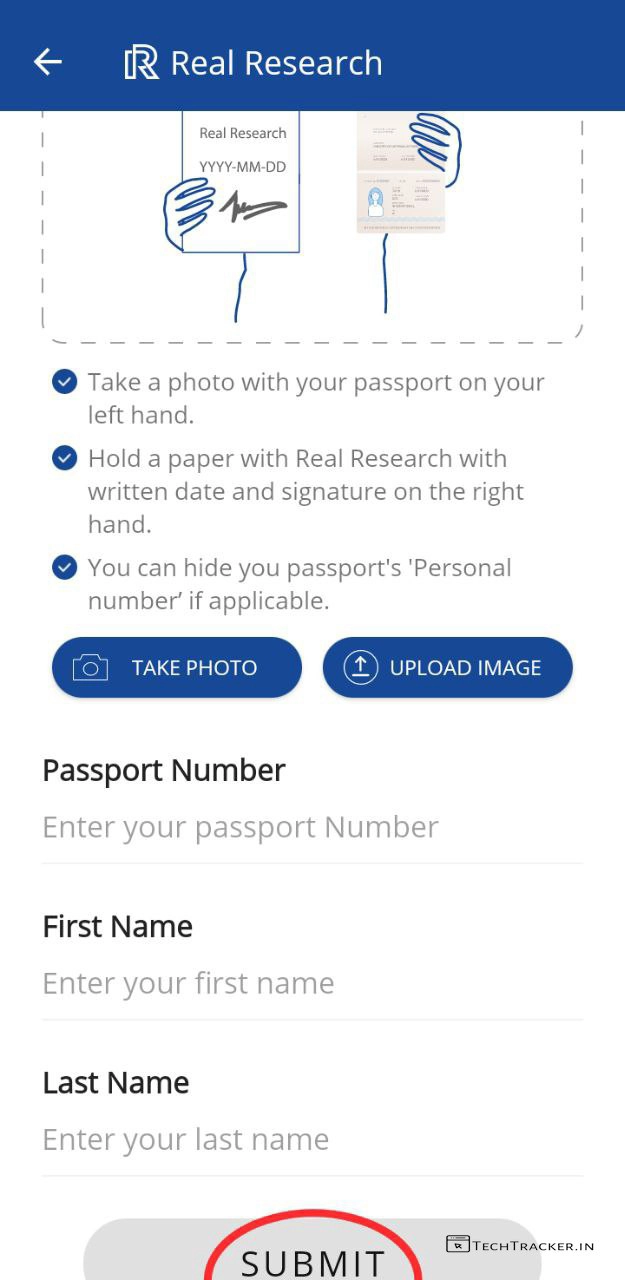 Real Research
Real Research
YYYY-MM-DD
Take a photo with your passport on your
left hand.
Hold a paper with Real Research with
written date and signature on the right
hand.
You can hide you passport's 'Personal
number’ if applicable.
TAKE PHOTO
UPLOAD IMAGE
Passport Number
Enter your passport Number
First Name
Enter your first name
Last Name
Enter your last name
SUBMIT
TECHTRACKER.IN